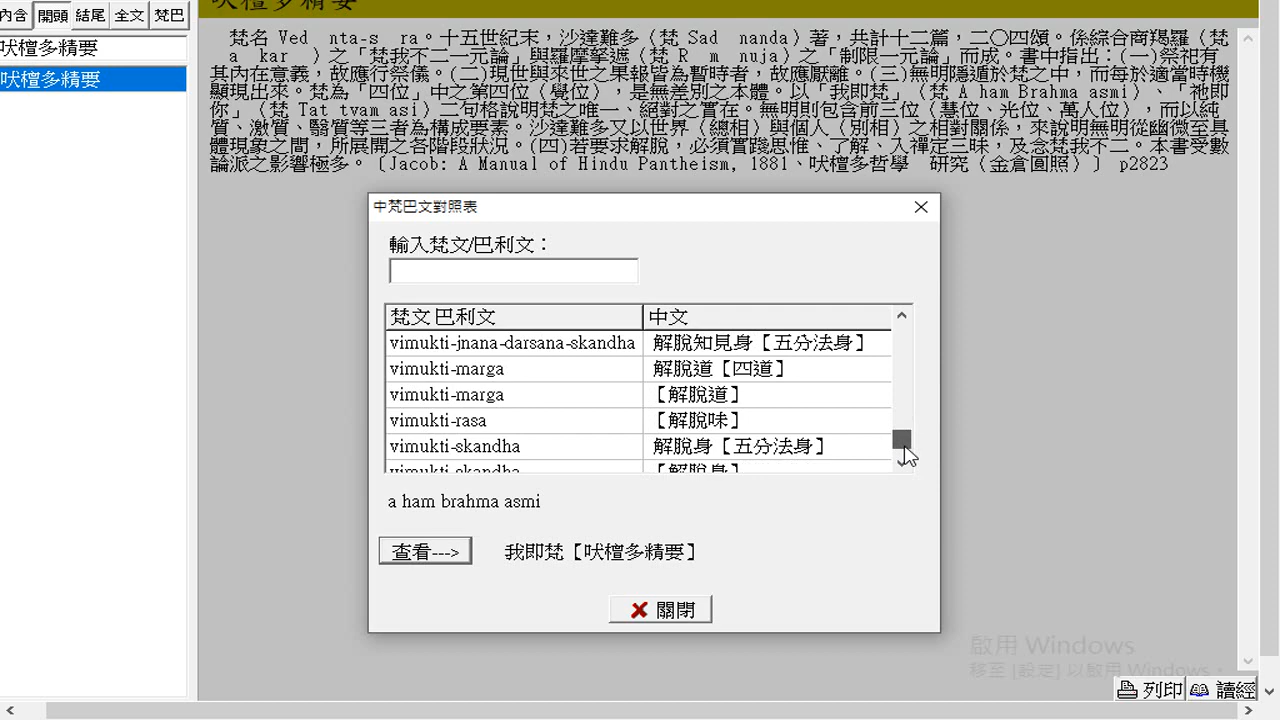 內含 開頭 結尾 全文 梵巴
吠檀多精要
吠檀多精要
吠檀多精要
梵名 Ved nta-s ra。十五世紀末，沙達難多（梵 Sad nanda）著，共計十二篇，二〇四頌。係綜合商羯羅（梵
a kar ）之「梵我不二一元論」與羅摩拏遮（梵 R m nuja）之「制限一元論」而成。書中指出：(一)祭祀有
其內在意義，故應行祭儀。(二)現世與來世之果報皆為暫時者，故應厭離。(三)無明隱遁於梵之中，而每於適當時機
顯現出來。梵為「四位」中之第四位（覺位），是無差別之本體。以「我即梵」（梵 A ham Brahma asmi）、「祂即
你」（梵 Tat tvam asi）二句格說明梵之唯一、絕對之實在。無明則包含前三位（慧位、光位、萬人位），而以純
質、激質、翳質等三者為構成要素。沙達難多又以世界（總相）與個人（別相）之相對關係，來說明無明從幽微至具
體現象之間，所展開之各階段狀況。(四)若要求解脫，必須實踐思惟、了解、入禪定三昧，及念梵我不二。本書受數
論派之影響極多。〔Jacob: A Manual of Hindu Pantheism, 1881、吠檀多哲學 研究（金倉圓照）〕 p2823
中梵巴文對照表
輸入梵文/巴利文：
梵文巴利文 中文
vimukti-jnana-darsana-skandha 解脫知見身【五分法身】
vimukti-marga 解脫道【四道】
vimukti-marga 【解脫道】
vimukti-rasa 【解脫味】
vimukti-skandha 解脫身【五分法身】
vimukti-skandha 【解脫身】
a ham brahma asmi
查看---> 我即梵【吠檀多精要】
關閉
啟用 Windows
移至 [設定] 以啟用 Windows。
列印 讀經